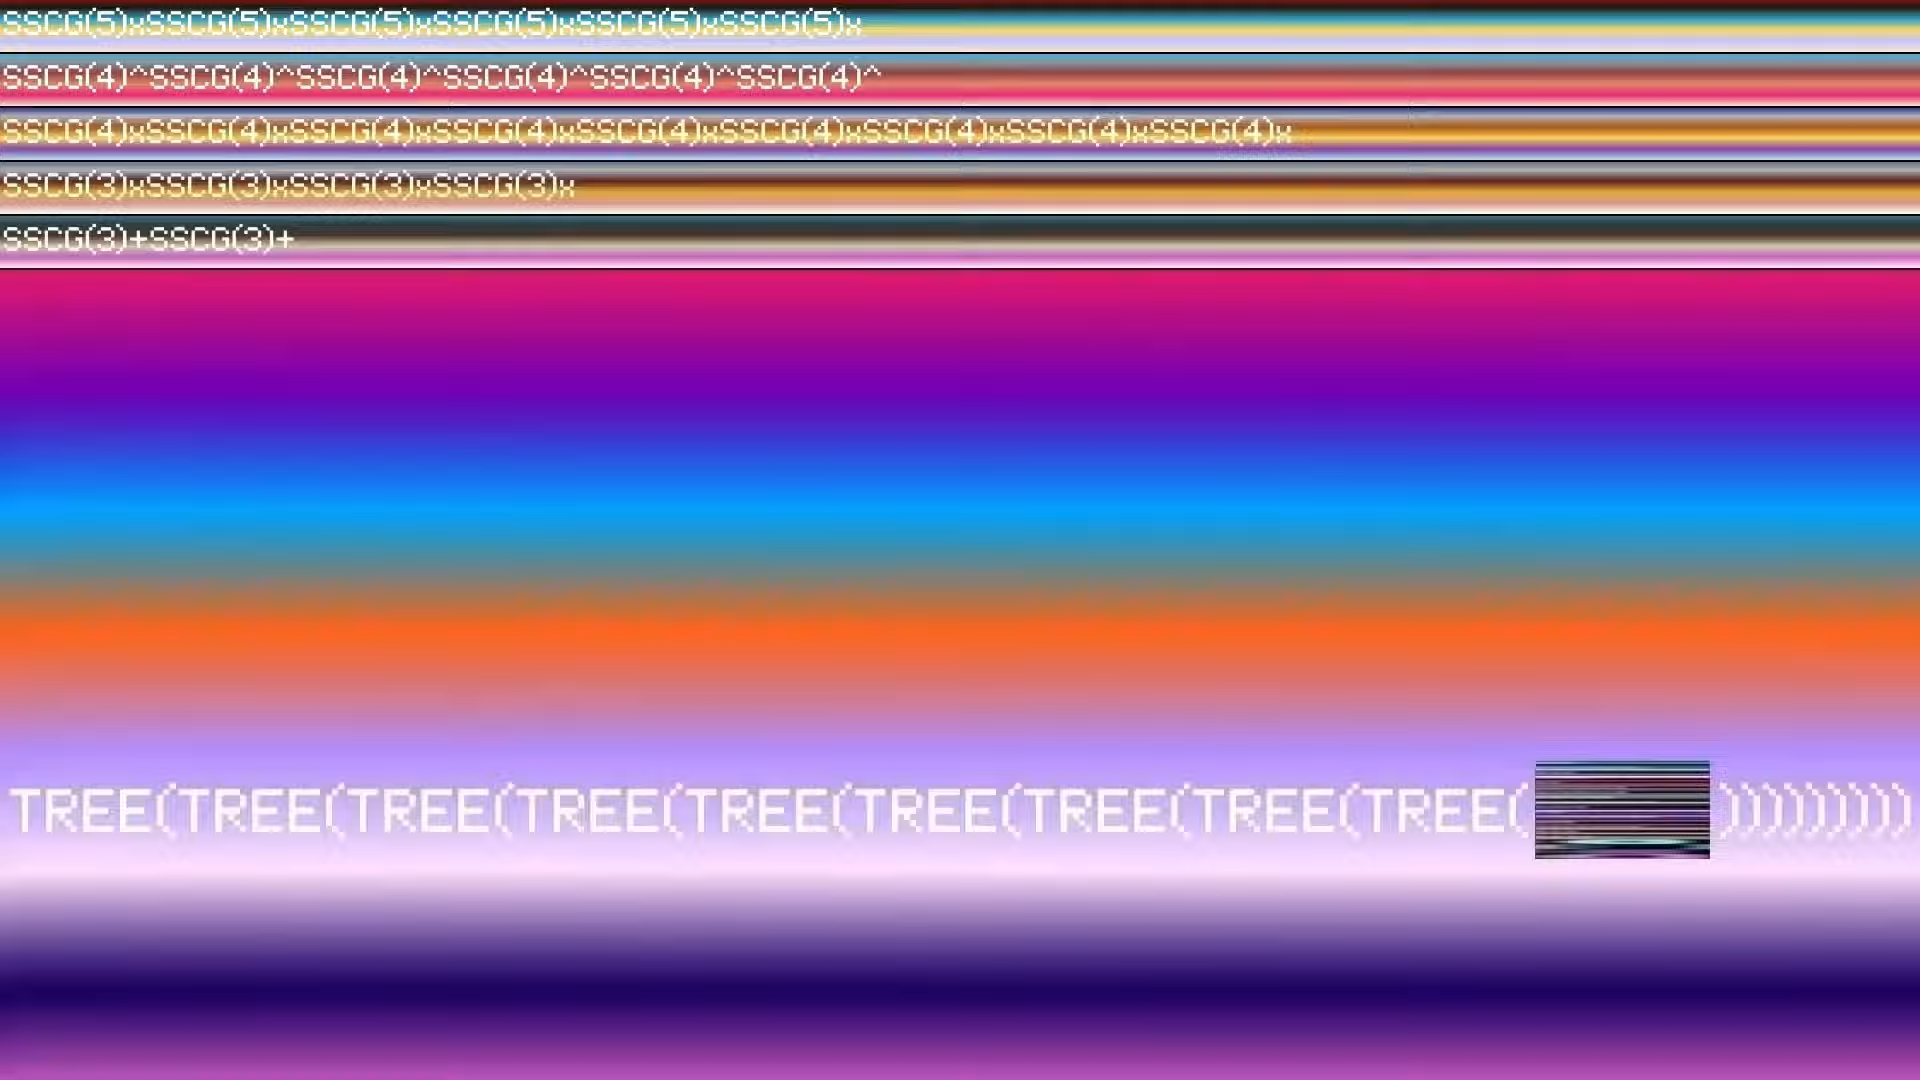 SSCG(5)xSSCG(5)xSSCG(5)xSSCG(5)xSSCG(5)xSSCG(5)x
SSCG(4)^SSCG(4)^SSCG(4)^SSCG(4)^SSCG(4)^SSCG(4)^
SSCG(4)xSSCG(4)xSSCG(4)xSSCG(4)xSSCG(4)xSSCG(4)xSSCG(4)xSSCG(4)xSSCG(4)x
SSCG(3)xSSCG(3)xSSCG(3)xSSCG(3)x
SSCG(3)+SSCG(3)+
TREE(TREE(TREE(TREE(TREE(TREE(TREE(TREE(TREE( )))))))))